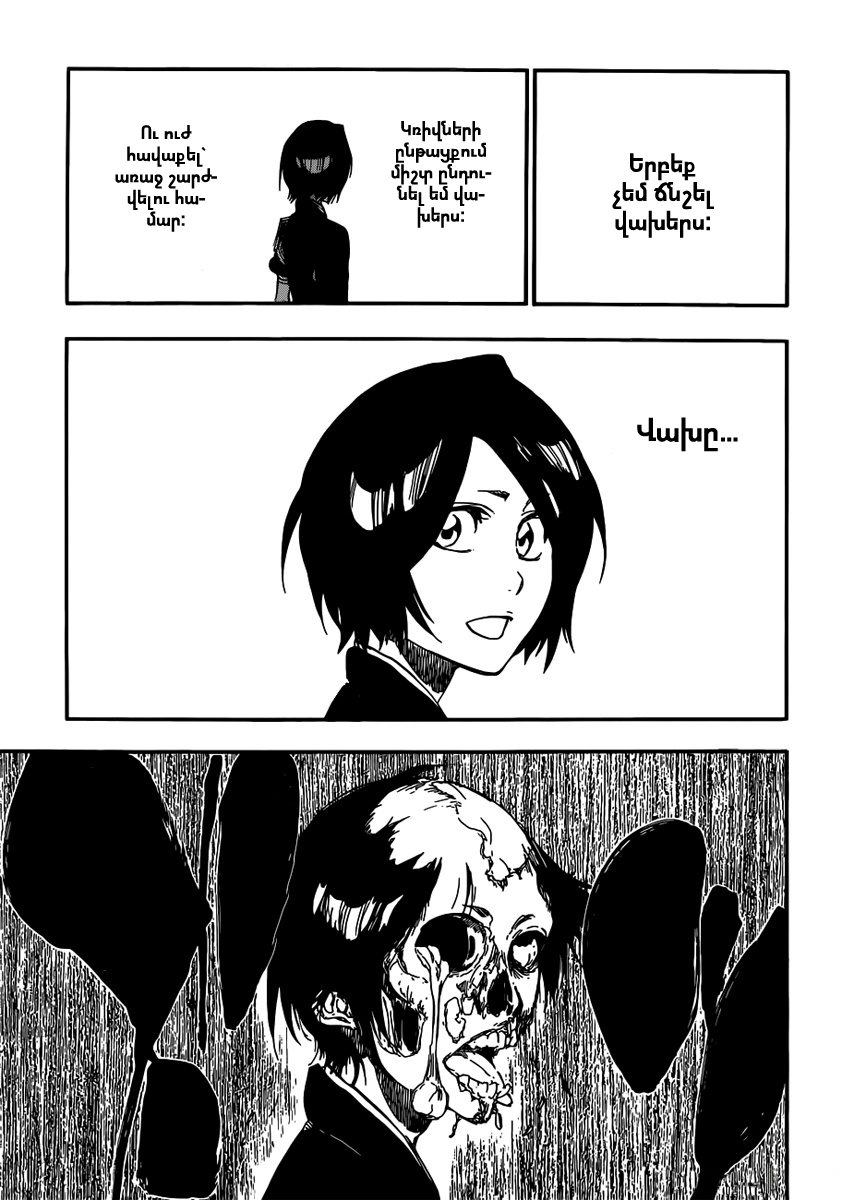 Երբեք
չեմ ճնշել
վախերս:
Կռիվների
ընթացքում
միշտ ընդու-
նել եմ վա-
խերս:
Ու ուժ
հավաքել՝
առաջ շարժ-
վելու հա-
մար:
Վախը...